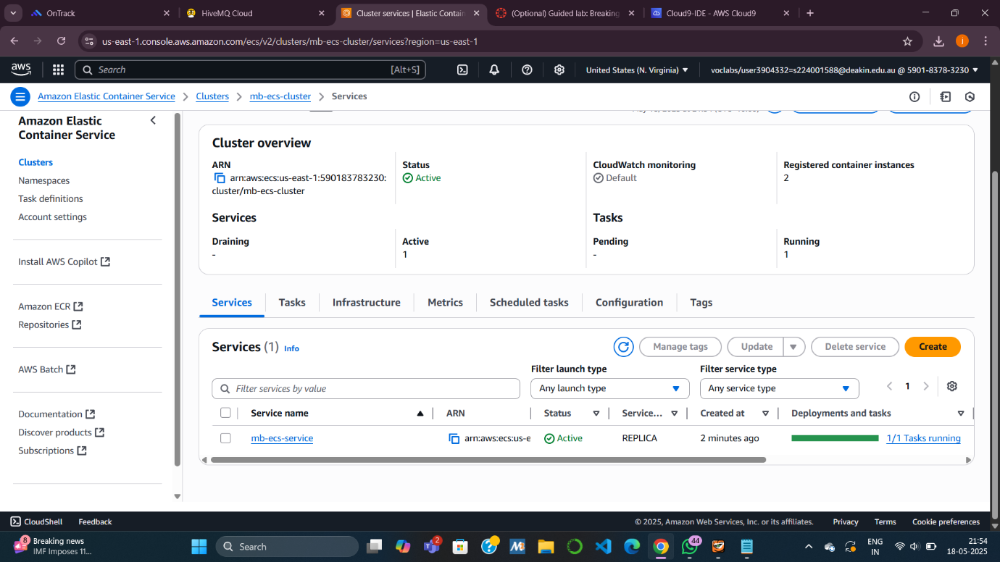 OnTrack
HiveMQ Cloud
Cluster services | Elastic Contain
(Optional) Guided lab: Breaking
Cloud9-IDE - AWS Cloud9
us-east-1.console.aws.amazon.com/ecs/v2/clusters/mb-ecs-cluster/services?region=us-east-1
j
aws
Search
[Alt+S]
United States (N. Virginia)
voclabs/user3904332=s224001588@deakin.edu.au @ 5901-8378-3230
Amazon Elastic Container Service
Clusters
mb-ecs-cluster
Services
Amazon Elastic
Container Service
Clusters
Namespaces
Task definitions
Account settings
Install AWS Copilot
Amazon ECR
Repositories
AWS Batch
Documentation
Discover products
Subscriptions
Cluster overview
ARN
arn:aws:ecs:us-east-1:590183783230:
cluster/mb-ecs-cluster
Status
Active
CloudWatch monitoring
Default
Registered container instances
2
Services
Tasks
Draining
-
Active
1
Pending
-
Running
1
Services
Tasks
Infrastructure
Metrics
Scheduled tasks
Configuration
Tags
Services (1) Info
Manage tags
Update
Delete service
Create
Filter launch type
Filter service type
Filter services by value
Any launch type
Any service type
1
Service name
ARN
Status
Service...
Created at
Deployments and tasks
mb-ecs-service
arn:aws:ecs:us-e
Active
REPLICA
2 minutes ago
1/1 Tasks running
CloudShell
Feedback
© 2025, Amazon Web Services, Inc. or its affiliates.
Privacy
Terms
Cookie preferences
8
Breaking news
IMF Imposes 11...
Search
2
44
ENG
IN
21:54
18-05-2025